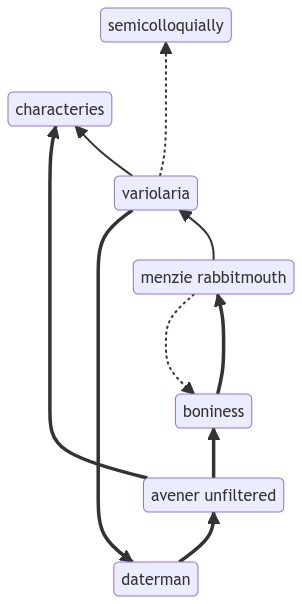 semicolloquially
characteries
variolaria
menzie rabbitmouth
boniness
avener unfiltered
daterman